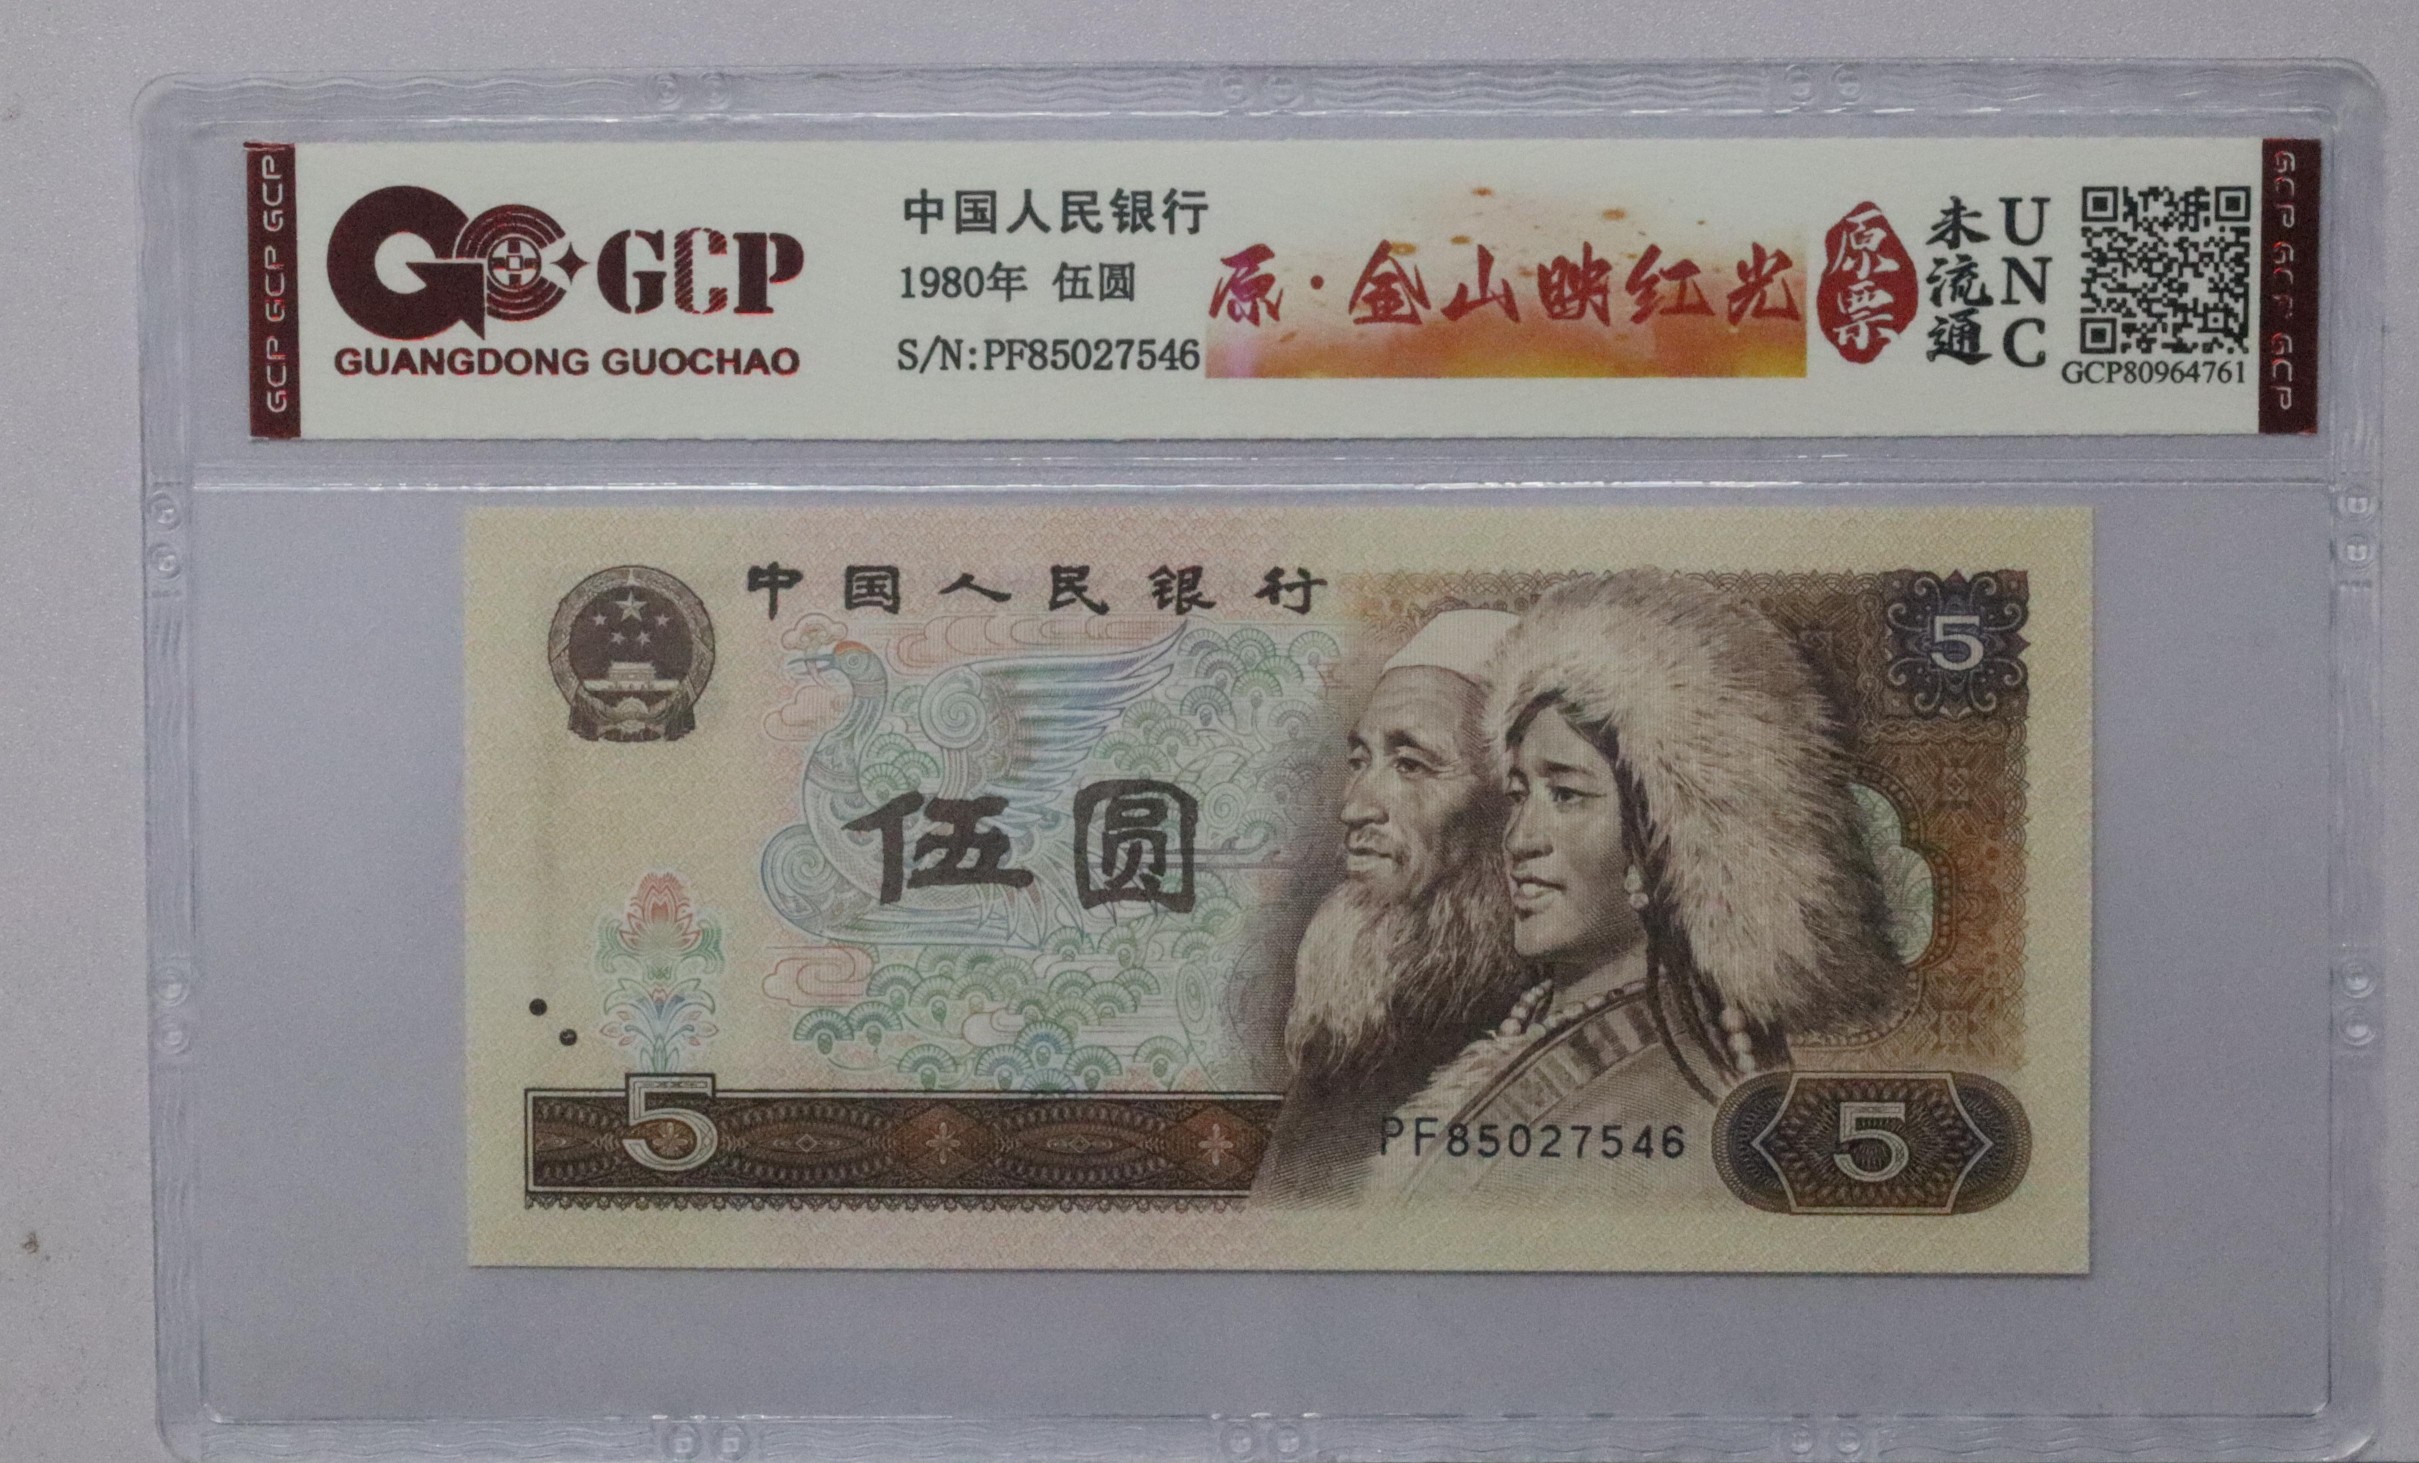 GCP GCP GCP
GCP
GUANGDONG GUOCHAO
中国人民银行
1980年 伍圆
S/N:PF85027546
原·金山映红光
原票
未流通
UNC
GCP80964761
GCP GCP GCP
中国人民银行
5
伍圆
5
PF85027546
5